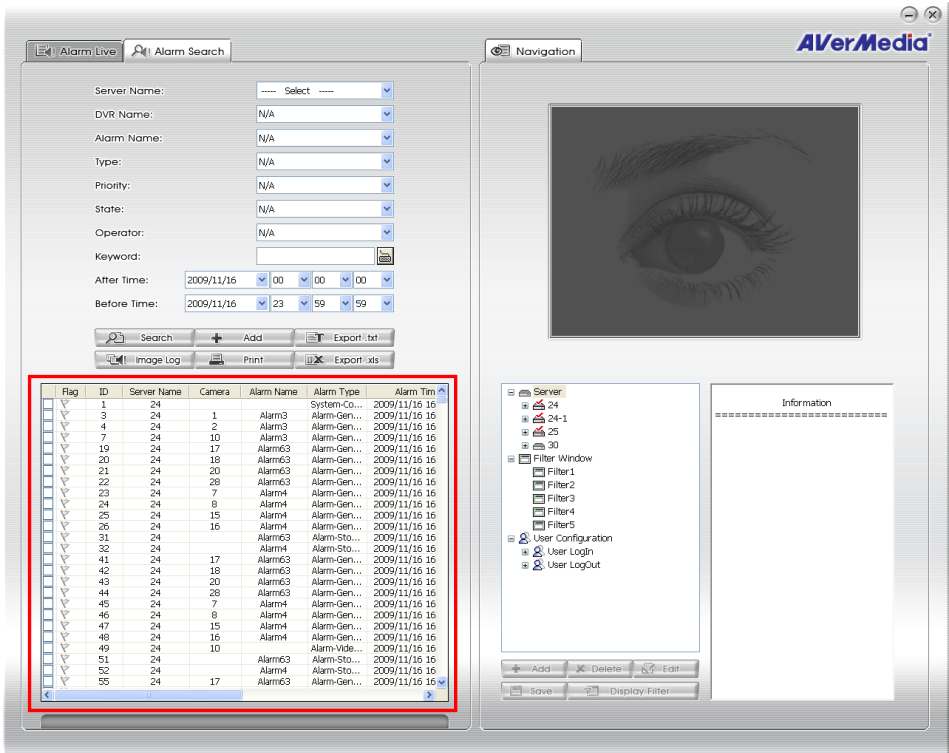 Alarm Live Alarm Search Navigation AVerMedia
Server Name: ----- Select -----
DVR Name: N/A
Alarm Name: N/A
Type: N/A
Priority: N/A
State: N/A
Operator: N/A
Keyword:
After Time: 2009/11/16 00 00 00
Before Time: 2009/11/16 23 59 59
Search Add Export .txt
Image Log Print Export .xls
Flag ID Server Name Camera Alarm Name Alarm Type Alarm Tim
1 24 System-Co... 2009/11/16 16
3 24 1 Alarm3 Alarm-Gen... 2009/11/16 16
4 24 2 Alarm3 Alarm-Gen... 2009/11/16 16
7 24 10 Alarm3 Alarm-Gen... 2009/11/16 16
19 24 17 Alarm63 Alarm-Gen... 2009/11/16 16
20 24 18 Alarm63 Alarm-Gen... 2009/11/16 16
21 24 20 Alarm63 Alarm-Gen... 2009/11/16 16
22 24 28 Alarm63 Alarm-Gen... 2009/11/16 16
23 24 7 Alarm4 Alarm-Gen... 2009/11/16 16
24 24 8 Alarm4 Alarm-Gen... 2009/11/16 16
25 24 15 Alarm4 Alarm-Gen... 2009/11/16 16
26 24 16 Alarm4 Alarm-Gen... 2009/11/16 16
31 24 Alarm63 Alarm-Sto... 2009/11/16 16
32 24 Alarm4 Alarm-Sto... 2009/11/16 16
41 24 17 Alarm63 Alarm-Gen... 2009/11/16 16
42 24 18 Alarm63 Alarm-Gen... 2009/11/16 16
43 24 20 Alarm63 Alarm-Gen... 2009/11/16 16
44 24 28 Alarm63 Alarm-Gen... 2009/11/16 16
45 24 7 Alarm4 Alarm-Gen... 2009/11/16 16
46 24 8 Alarm4 Alarm-Gen... 2009/11/16 16
47 24 15 Alarm4 Alarm-Gen... 2009/11/16 16
48 24 16 Alarm4 Alarm-Gen... 2009/11/16 16
49 24 10 Alarm-Vide... 2009/11/16 16
51 24 Alarm63 Alarm-Sto... 2009/11/16 16
52 24 Alarm4 Alarm-Sto... 2009/11/16 16
55 24 17 Alarm63 Alarm-Gen... 2009/11/16 16
Server
24
24-1
25
30
Filter Window
Filter1
Filter2
Filter3
Filter4
Filter5
User Configuration
User LogIn
User LogOut
Add Delete Edit
Save Display Filter
Information
==========================